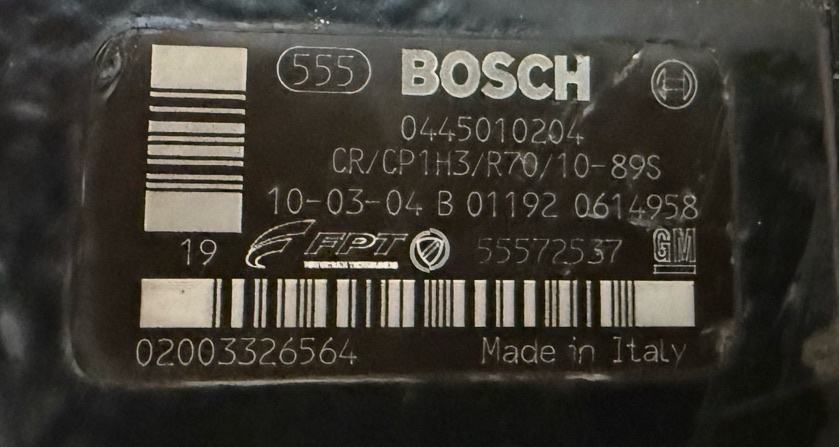 555 BOSCH
0445010204
CR/CP1H3/R70/10-89S
10-03-04 B 01192 0614958
19 FPT 55572537 GM
02003326564 Made in Italy